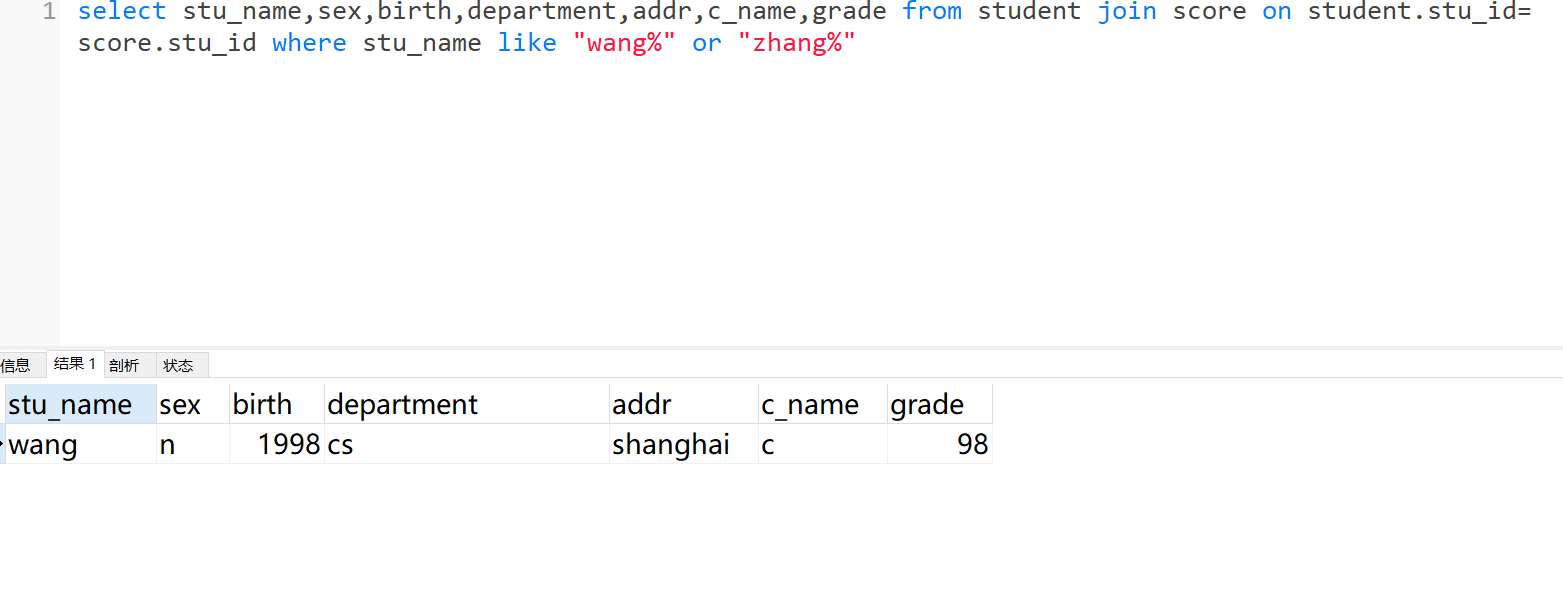 1 select stu_name,sex,birth,department,addr,c_name,grade from student join score on student.stu_id=
score.stu_id where stu_name like "wang%" or "zhang%"
信息 结果 1 剖析 状态
stu_name sex birth department addr c_name grade
wang n 1998 cs shanghai c 98